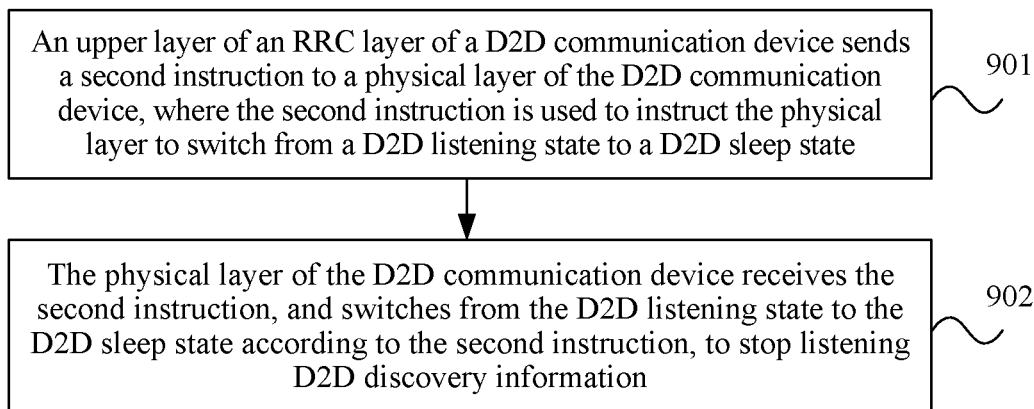 An upper layer of an RRC layer of a D2D communication device sends
a second instruction to a physical layer of the D2D communication
device, where the second instruction is used to instruct the physical
layer to switch from a D2D listening state to a D2D sleep state
901
The physical layer of the D2D communication device receives the
second instruction, and switches from the D2D listening state to the
D2D sleep state according to the second instruction, to stop listening
D2D discovery information
902